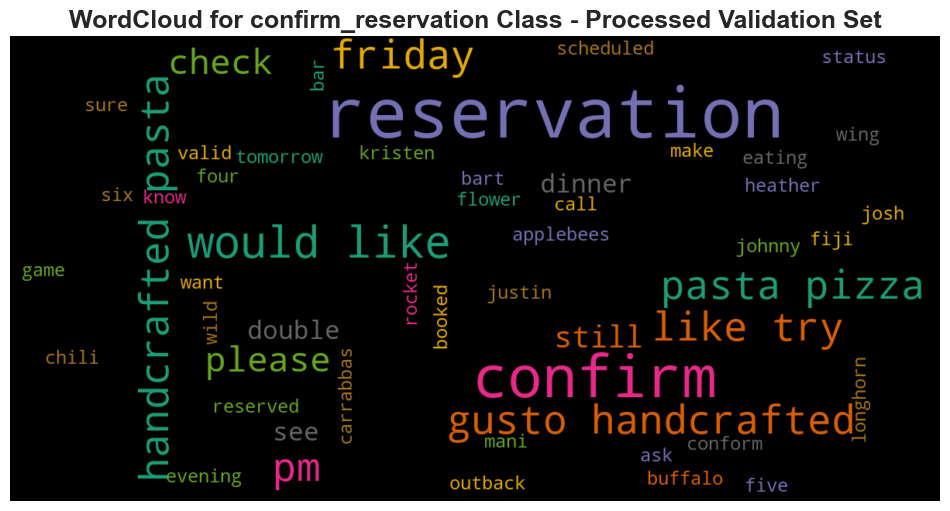 WordCloud for confirm_reservation Class - Processed Validation Set
scheduled
friday
check
status
bar
reservation
sure
wing
make
kristen
valid
tomorrow
eating
four
bart
dinner
heather
six
know
flower
call
josh
handcrafted pasta
applebees
fiji
would like
johnny
game
pasta pizza
want
rocket
justin
booked
wild
double
like try
still
chili
please
confirm
carrabbas
longhorn
reserved
gusto handcrafted
see
mani
conform
ask
pm
evening
buffalo
outback
five